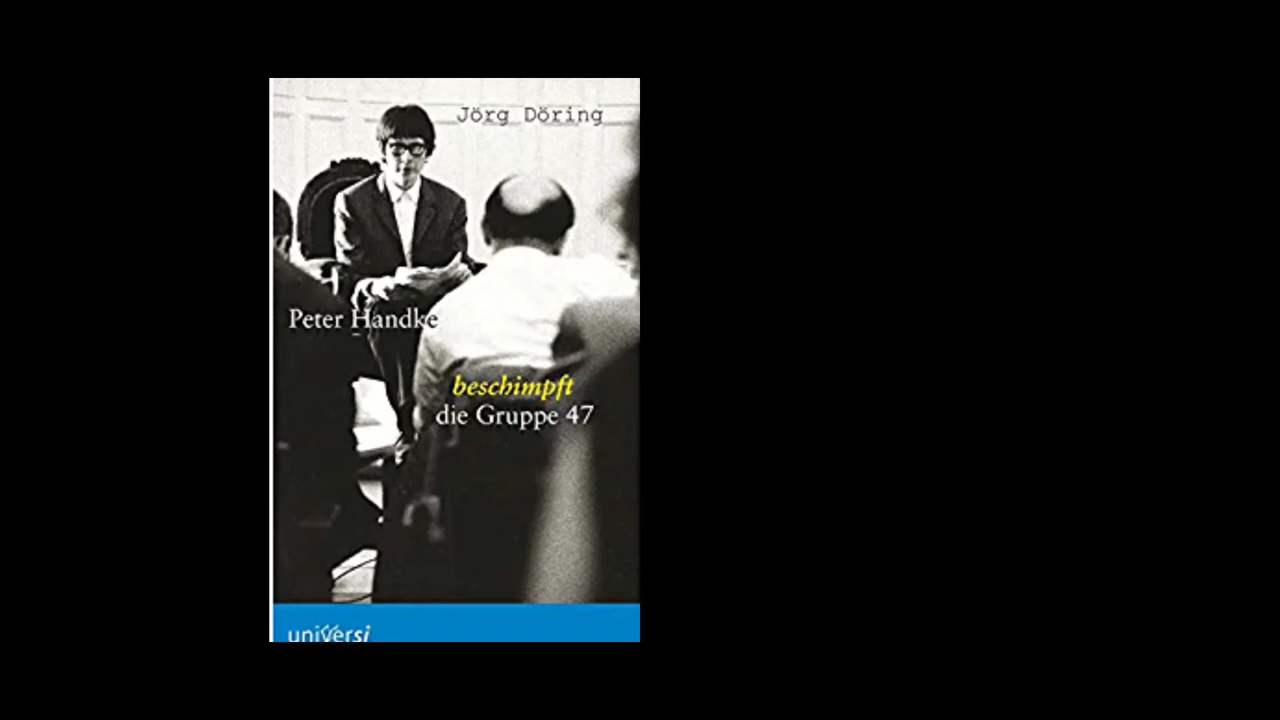 Jörg Döring
Peter Handke
beschimpft
die Gruppe 47
universi